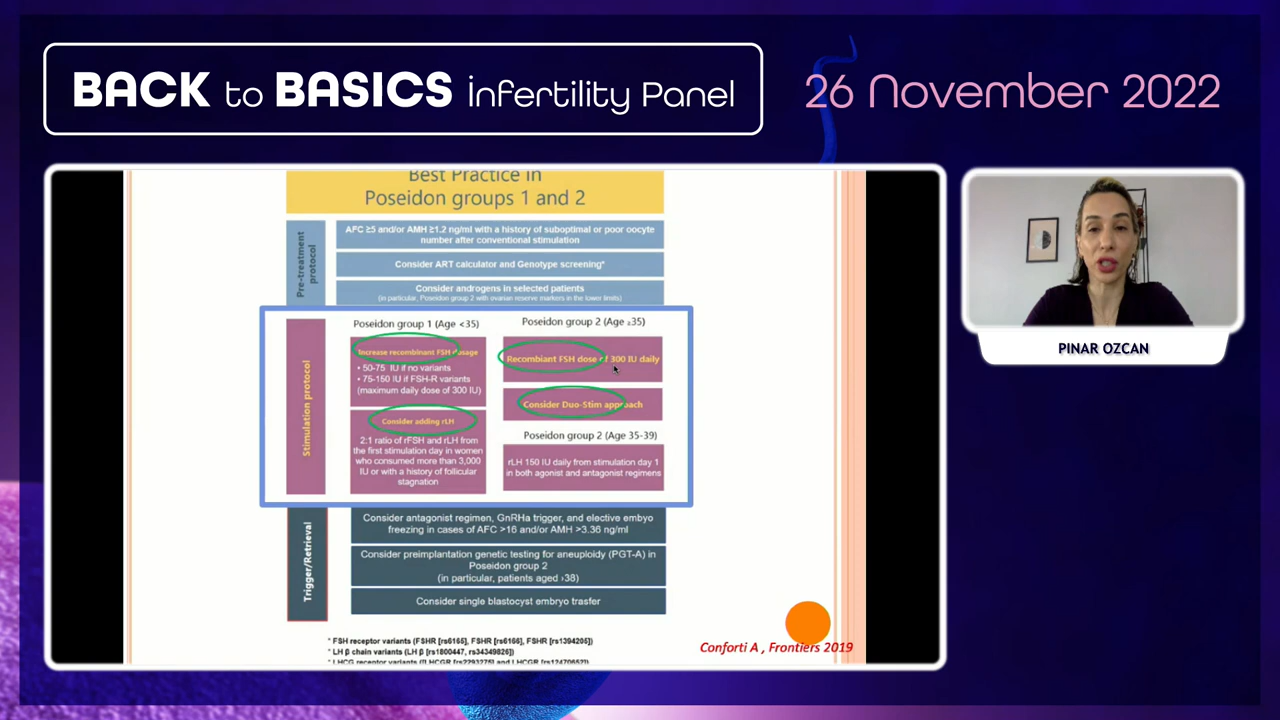 BACK to BASICS infertility Panel
26 November 2022
Best Practice in
Poseidon groups 1 and 2
Pre-treatment
protocol
AFC ≥5 and/or AMH ≥1.2 ng/ml with a history of suboptimal or poor oocyte
number after conventional stimulation
Consider ART calculator and Genotype screening*
Consider androgens in selected patients
(in particular, Poseidon group 2 with ovarian reserve markers in the lower limits)
Stimulation protocol
Poseidon group 1 (Age <35)
Increase recombinant FSH dosage
• 50-75 IU if no variants
• 75-150 IU if FSH-R variants
(maximum daily dose of 300 IU)
Consider adding rLH
2:1 ratio of rFSH and rLH from
the first stimulation day in women
who consumed more than 3,000
IU or with a history of follicular
stagnation
Poseidon group 2 (Age ≥35)
Recombiant FSH dose of 300 IU daily
Consider Duo-Stim approach
Poseidon group 2 (Age 35-39)
rLH 150 IU daily from stimulation day 1
in both agonist and antagonist regimens
Trigger/Retrieval
Consider antagonist regimen, GnRHa trigger, and elective embryo
freezing in cases of AFC >16 and/or AMH >3.36 ng/ml
Consider preimplantation genetic testing for aneuploidy (PGT-A) in
Poseidon group 2
(in particular, patients aged >38)
Consider single blastocyst embryo trasfer
* FSH receptor variants (FSHR [rs6165], FSHR [rs6166], FSHR [rs1394205])
* LH β chain variants (LH β [rs1800447, rs34349826])
* LHCG receptor variants ([LHCGR [rs2293275] and LHCGR [rs12470652])
Conforti A , Frontiers 2019
PINAR OZCAN